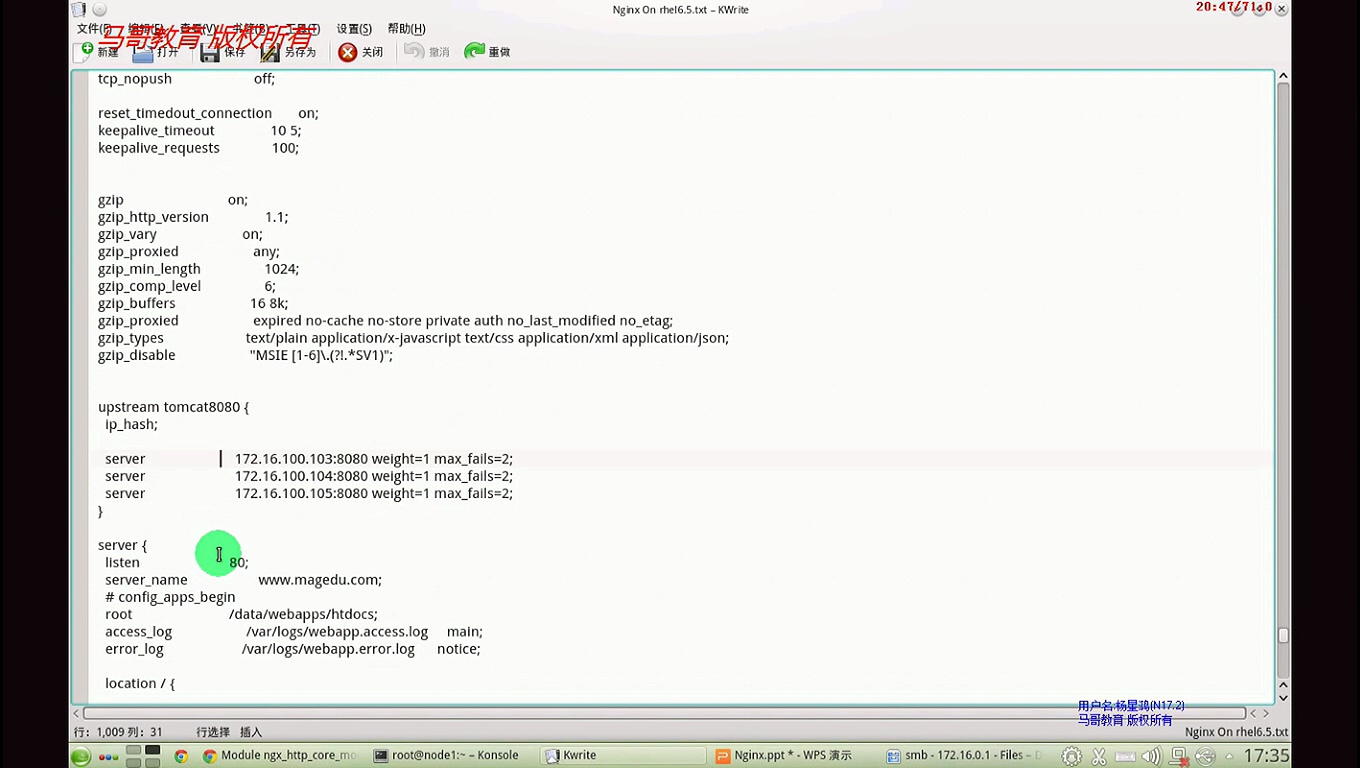 Nginx On rhel6.5.txt – KWrite
20:47/71:0
文件(F) 编辑(E) 查看(V) 书签(B) 工具(T) 设置(S) 帮助(H)
马哥教育 版权所有
新建 打开 保存 另存为 关闭 撤消 重做
tcp_nopush off;
reset_timedout_connection on;
keepalive_timeout 10 5;
keepalive_requests 100;
gzip on;
gzip_http_version 1.1;
gzip_vary on;
gzip_proxied any;
gzip_min_length 1024;
gzip_comp_level 6;
gzip_buffers 16 8k;
gzip_proxied expired no-cache no-store private auth no_last_modified no_etag;
gzip_types text/plain application/x-javascript text/css application/xml application/json;
gzip_disable "MSIE [1-6]\.(?!.*SV1)";
upstream tomcat8080 {
ip_hash;
server 172.16.100.103:8080 weight=1 max_fails=2;
server 172.16.100.104:8080 weight=1 max_fails=2;
server 172.16.100.105:8080 weight=1 max_fails=2;
}
server {
listen 80;
server_name www.magedu.com;
# config_apps_begin
root /data/webapps/htdocs;
access_log /var/logs/webapp.access.log main;
error_log /var/logs/webapp.error.log notice;
location / {
用户名:杨星鸿(N17.2)
马哥教育 版权所有
行: 1,009 列: 31 行选择 插入 Nginx On rhel6.5.txt
Module ngx_http_core_mo root@node1:~ – Konsole Kwrite Nginx.ppt * - WPS 演示 smb - 172.16.0.1 - Files – D 17:35